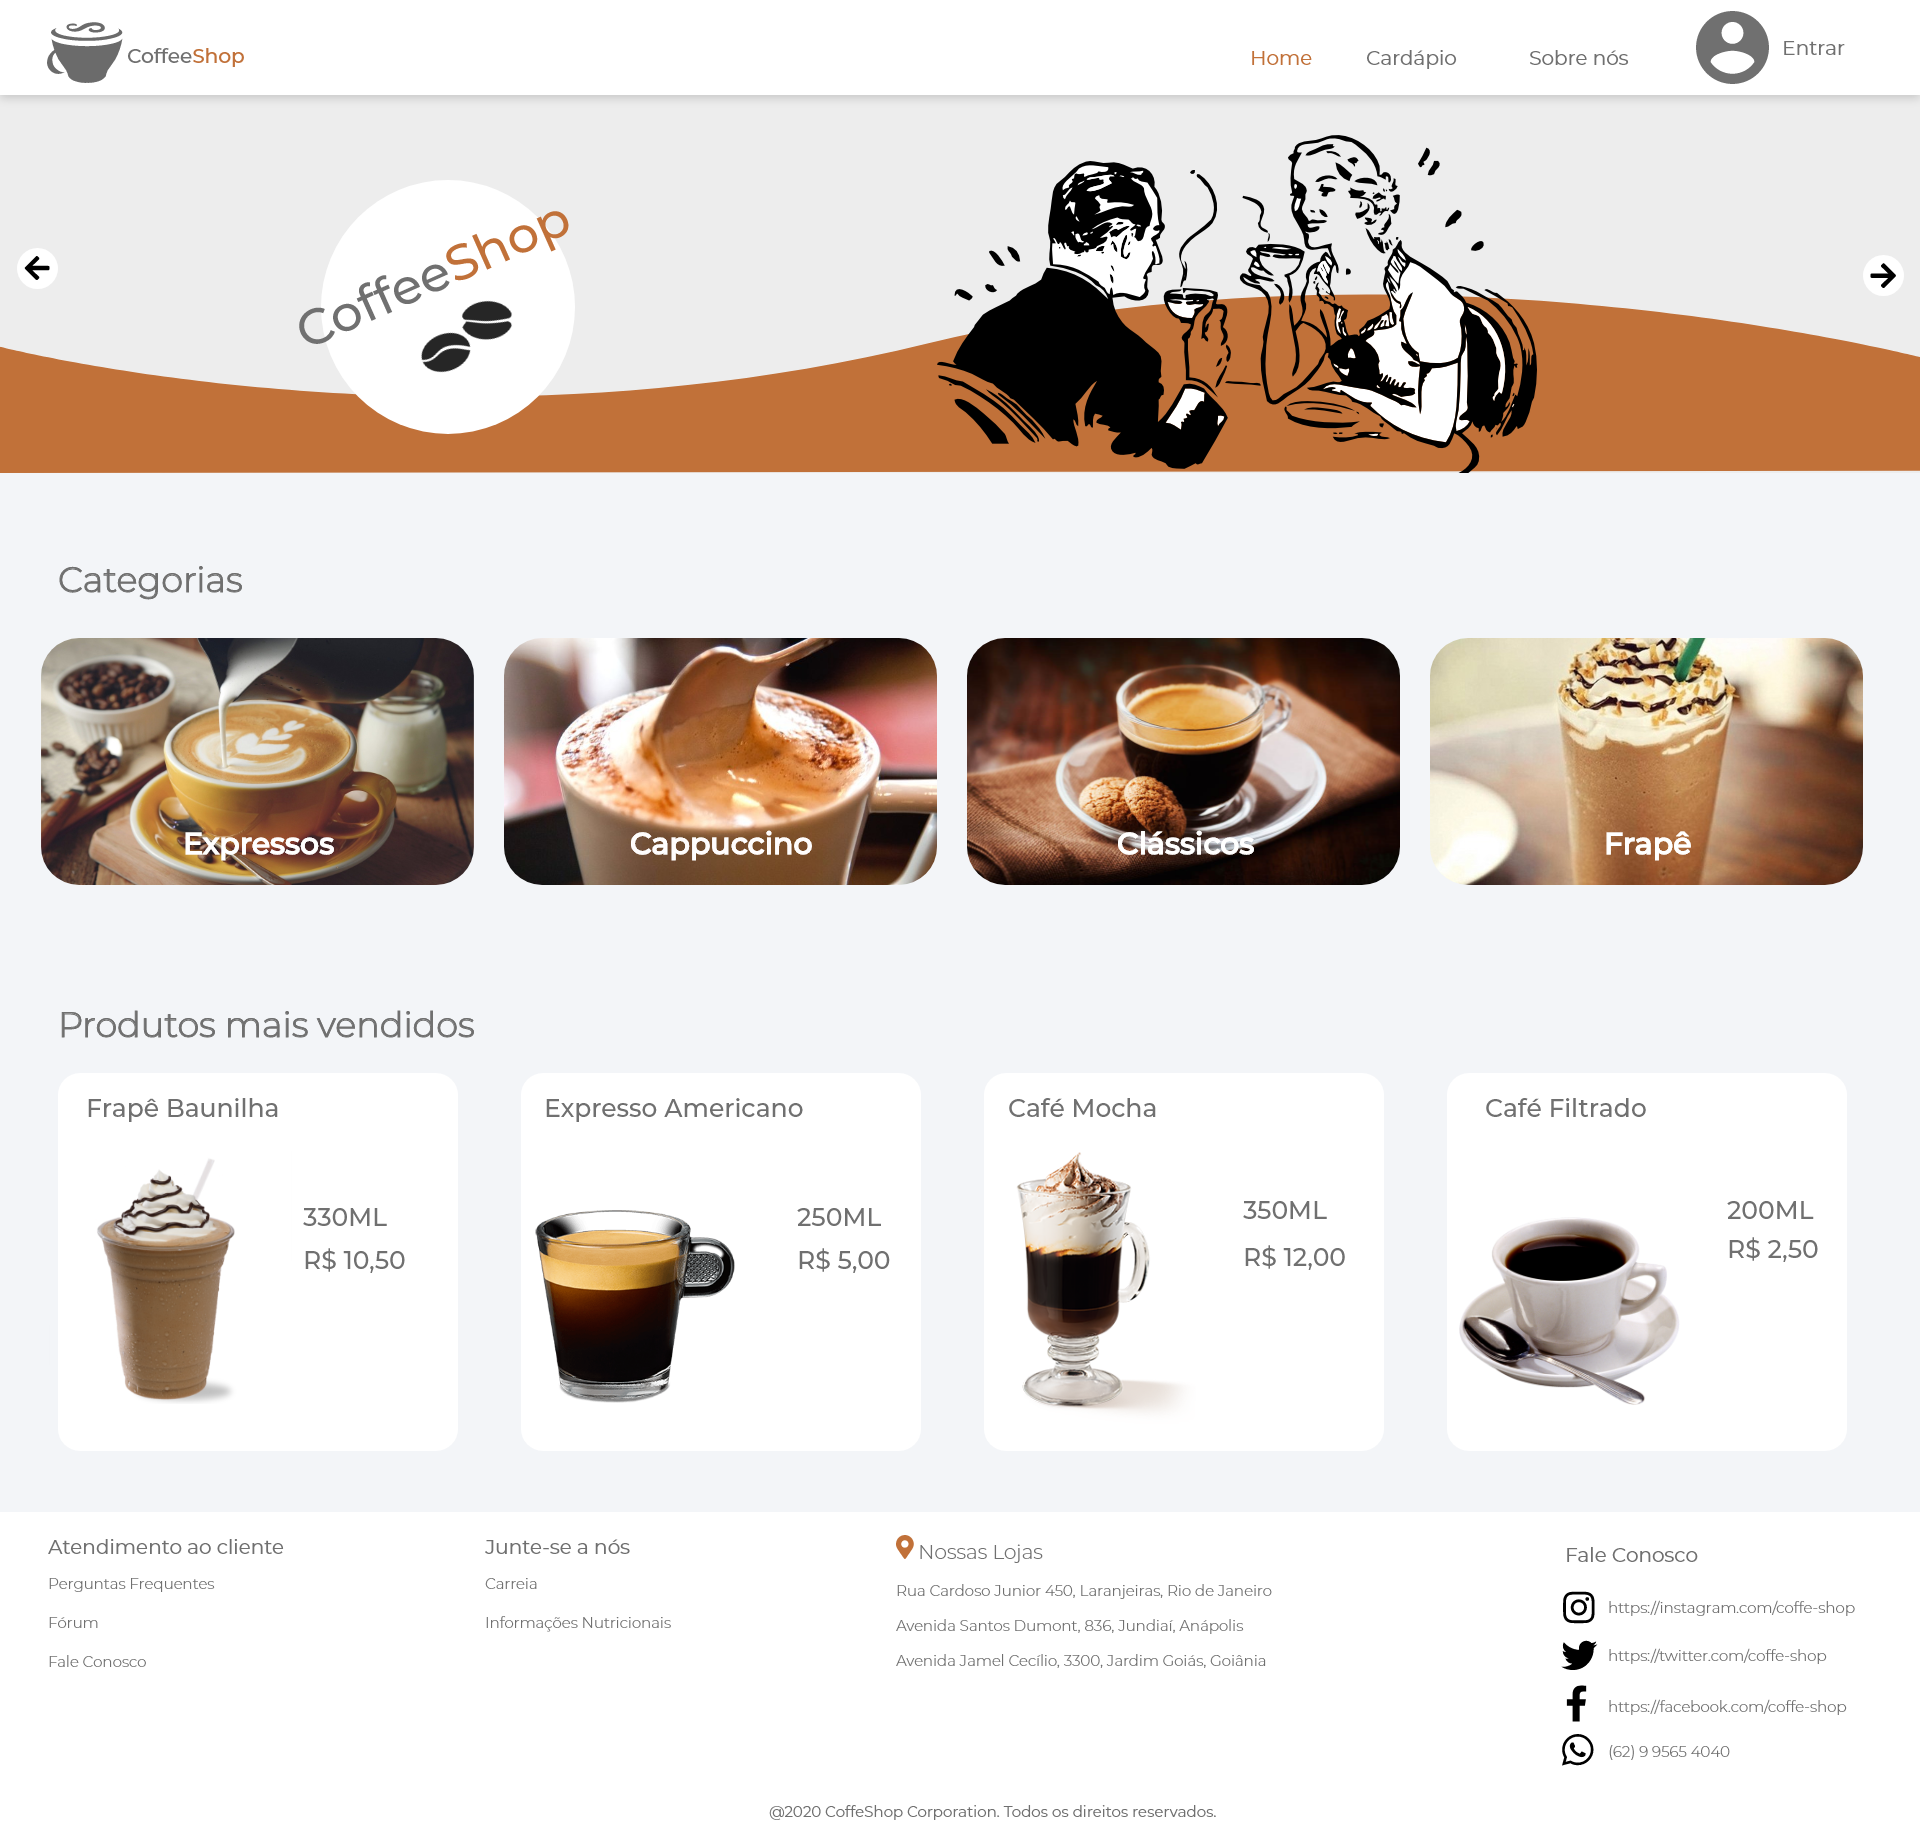 CoffeeShop
Home
Cardápio
Sobre nós
Entrar
CoffeeShop
Categorias
Expressos
Cappuccino
Clássicos
Frapê
Produtos mais vendidos
Frapê Baunilha
330ML
R$ 10,50
Expresso Americano
250ML
R$ 5,00
Café Mocha
350ML
R$ 12,00
Café Filtrado
200ML
R$ 2,50
Atendimento ao cliente
Perguntas Frequentes
Fórum
Fale Conosco
Junte-se a nós
Carreia
Informações Nutricionais
Nossas Lojas
Rua Cardoso Junior 450, Laranjeiras, Rio de Janeiro
Avenida Santos Dumont, 836, Jundiaí, Anápolis
Avenida Jamel Cecílio, 3300, Jardim Goiás, Goiânia
Fale Conosco
https://instagram.com/coffe-shop
https://twitter.com/coffe-shop
https://facebook.com/coffe-shop
(62) 9 9565 4040
@2020 CoffeShop Corporation. Todos os direitos reservados.